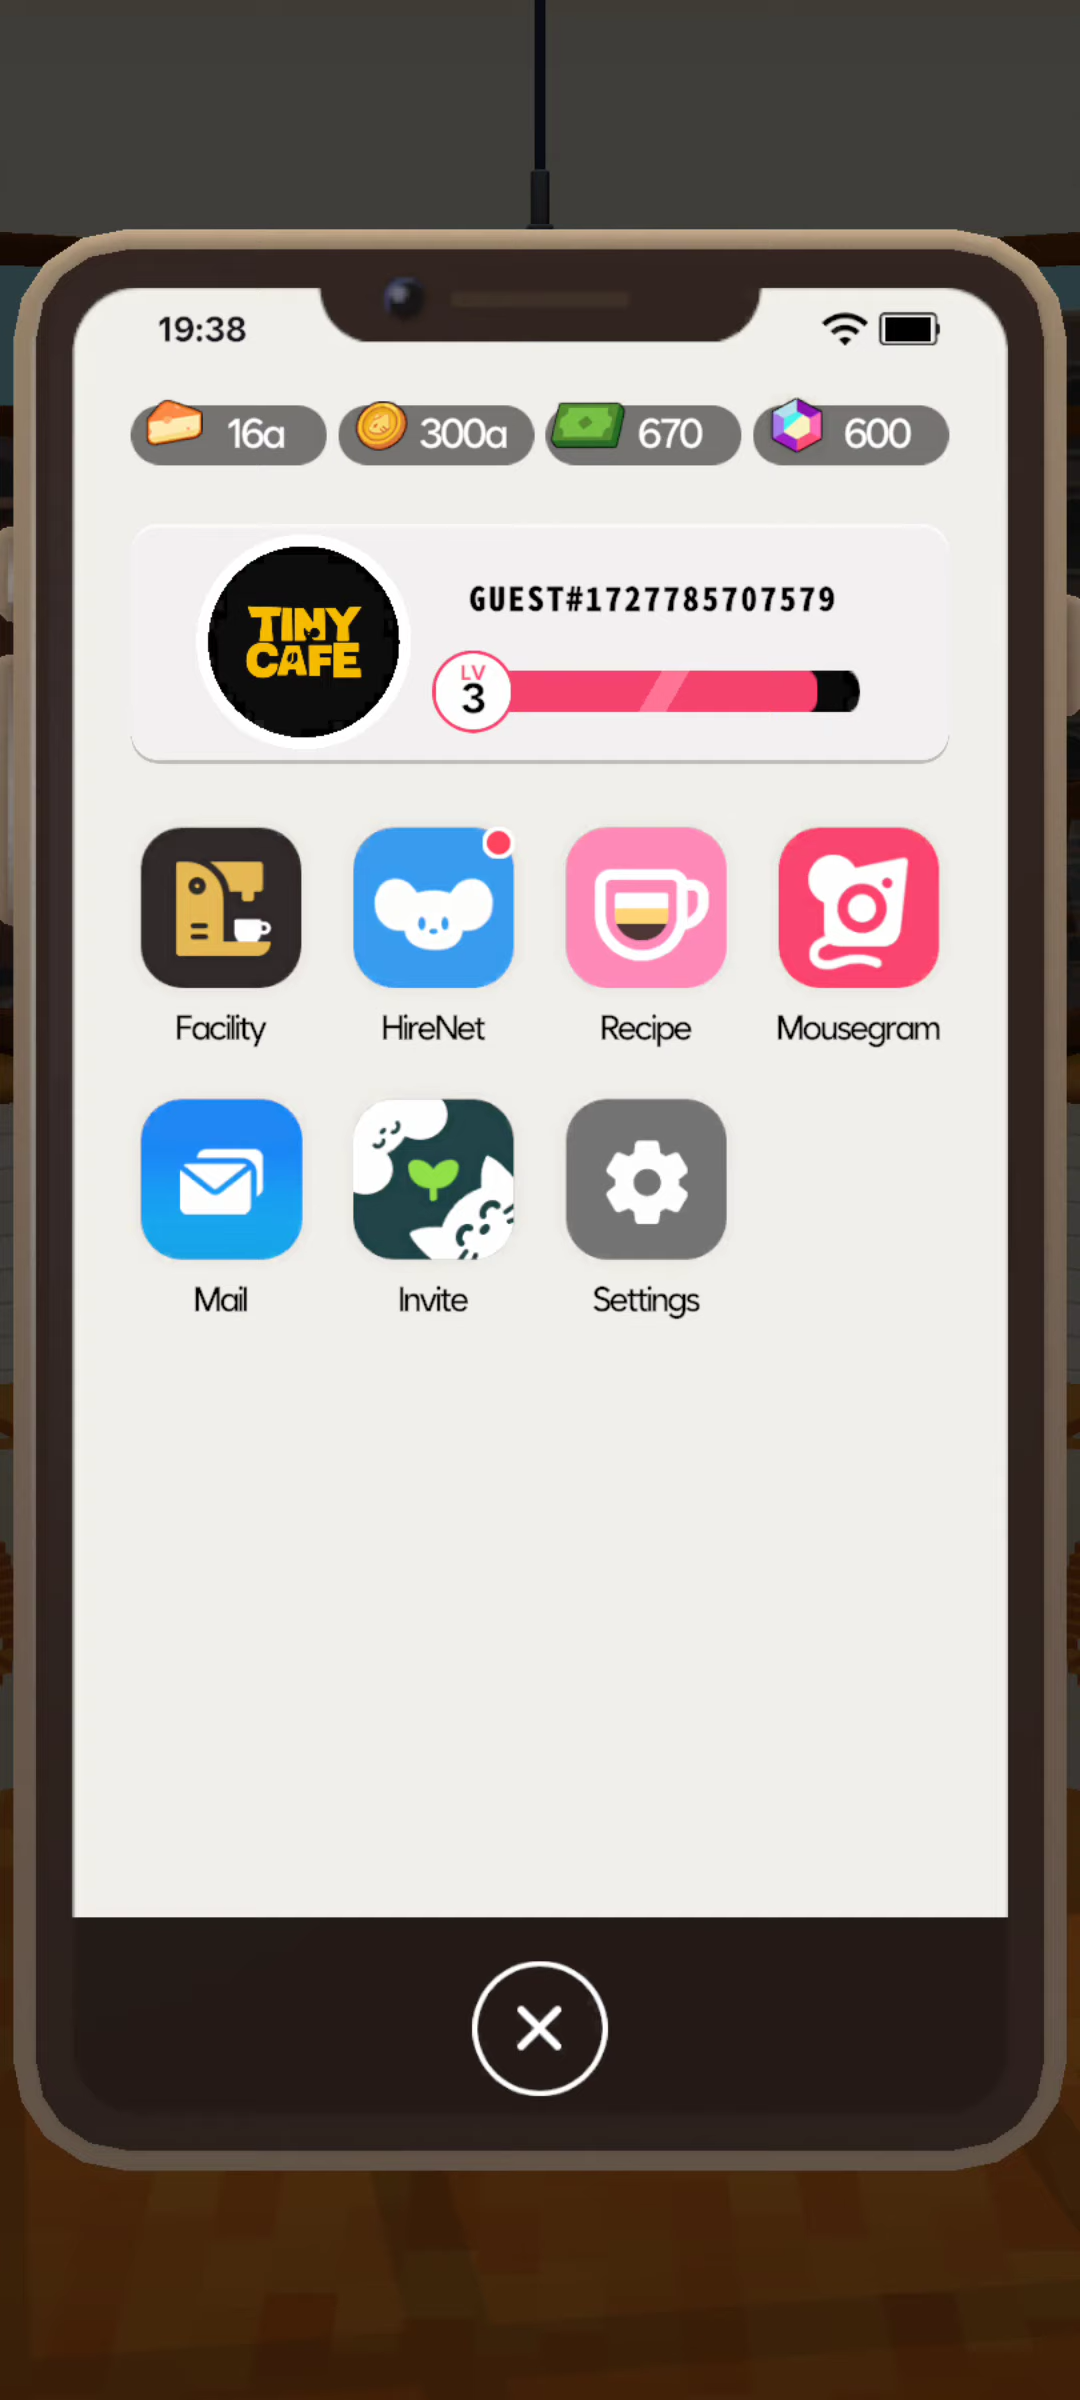 19:38
16a 300a 670 600
TINY CAFE
GUEST#1727785707579
LV
3
Facility HireNet Recipe Mousegram
Mail Invite Settings